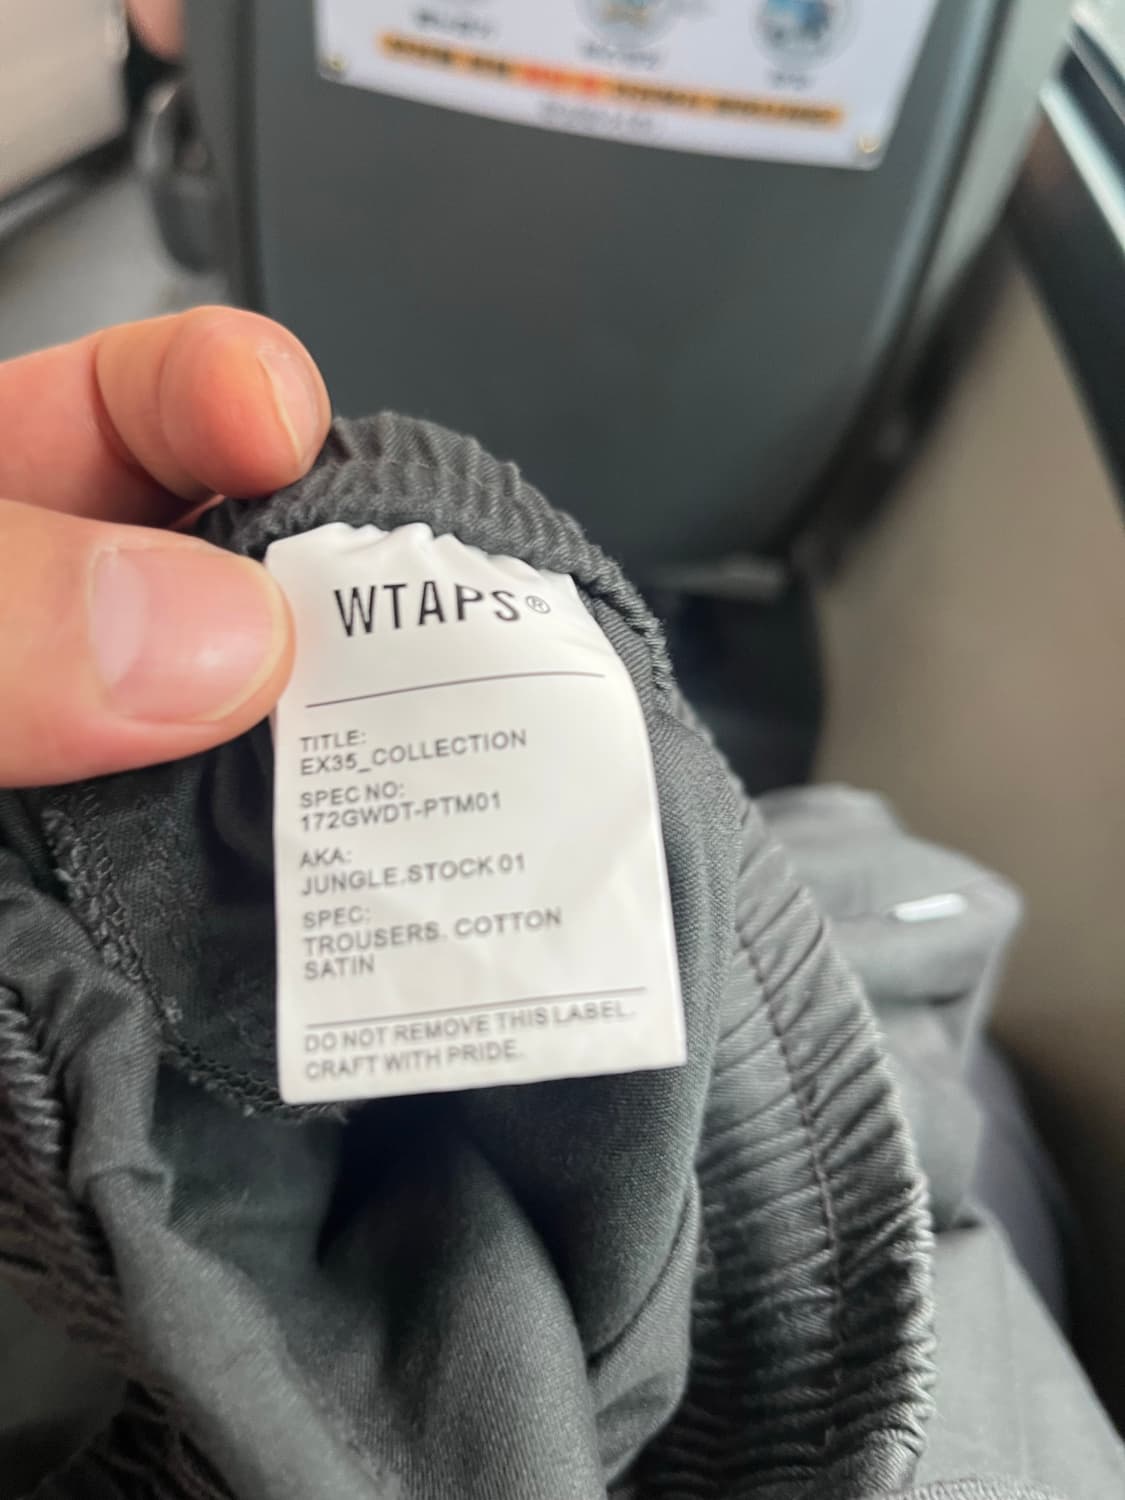 WTAPS®
TITLE:
EX35_COLLECTION
SPEC NO:
172GWDT-PTM01
AKA:
JUNGLE.STOCK 01
SPEC:
TROUSERS. COTTON
SATIN
DO NOT REMOVE THIS LABEL.
CRAFT WITH PRIDE.